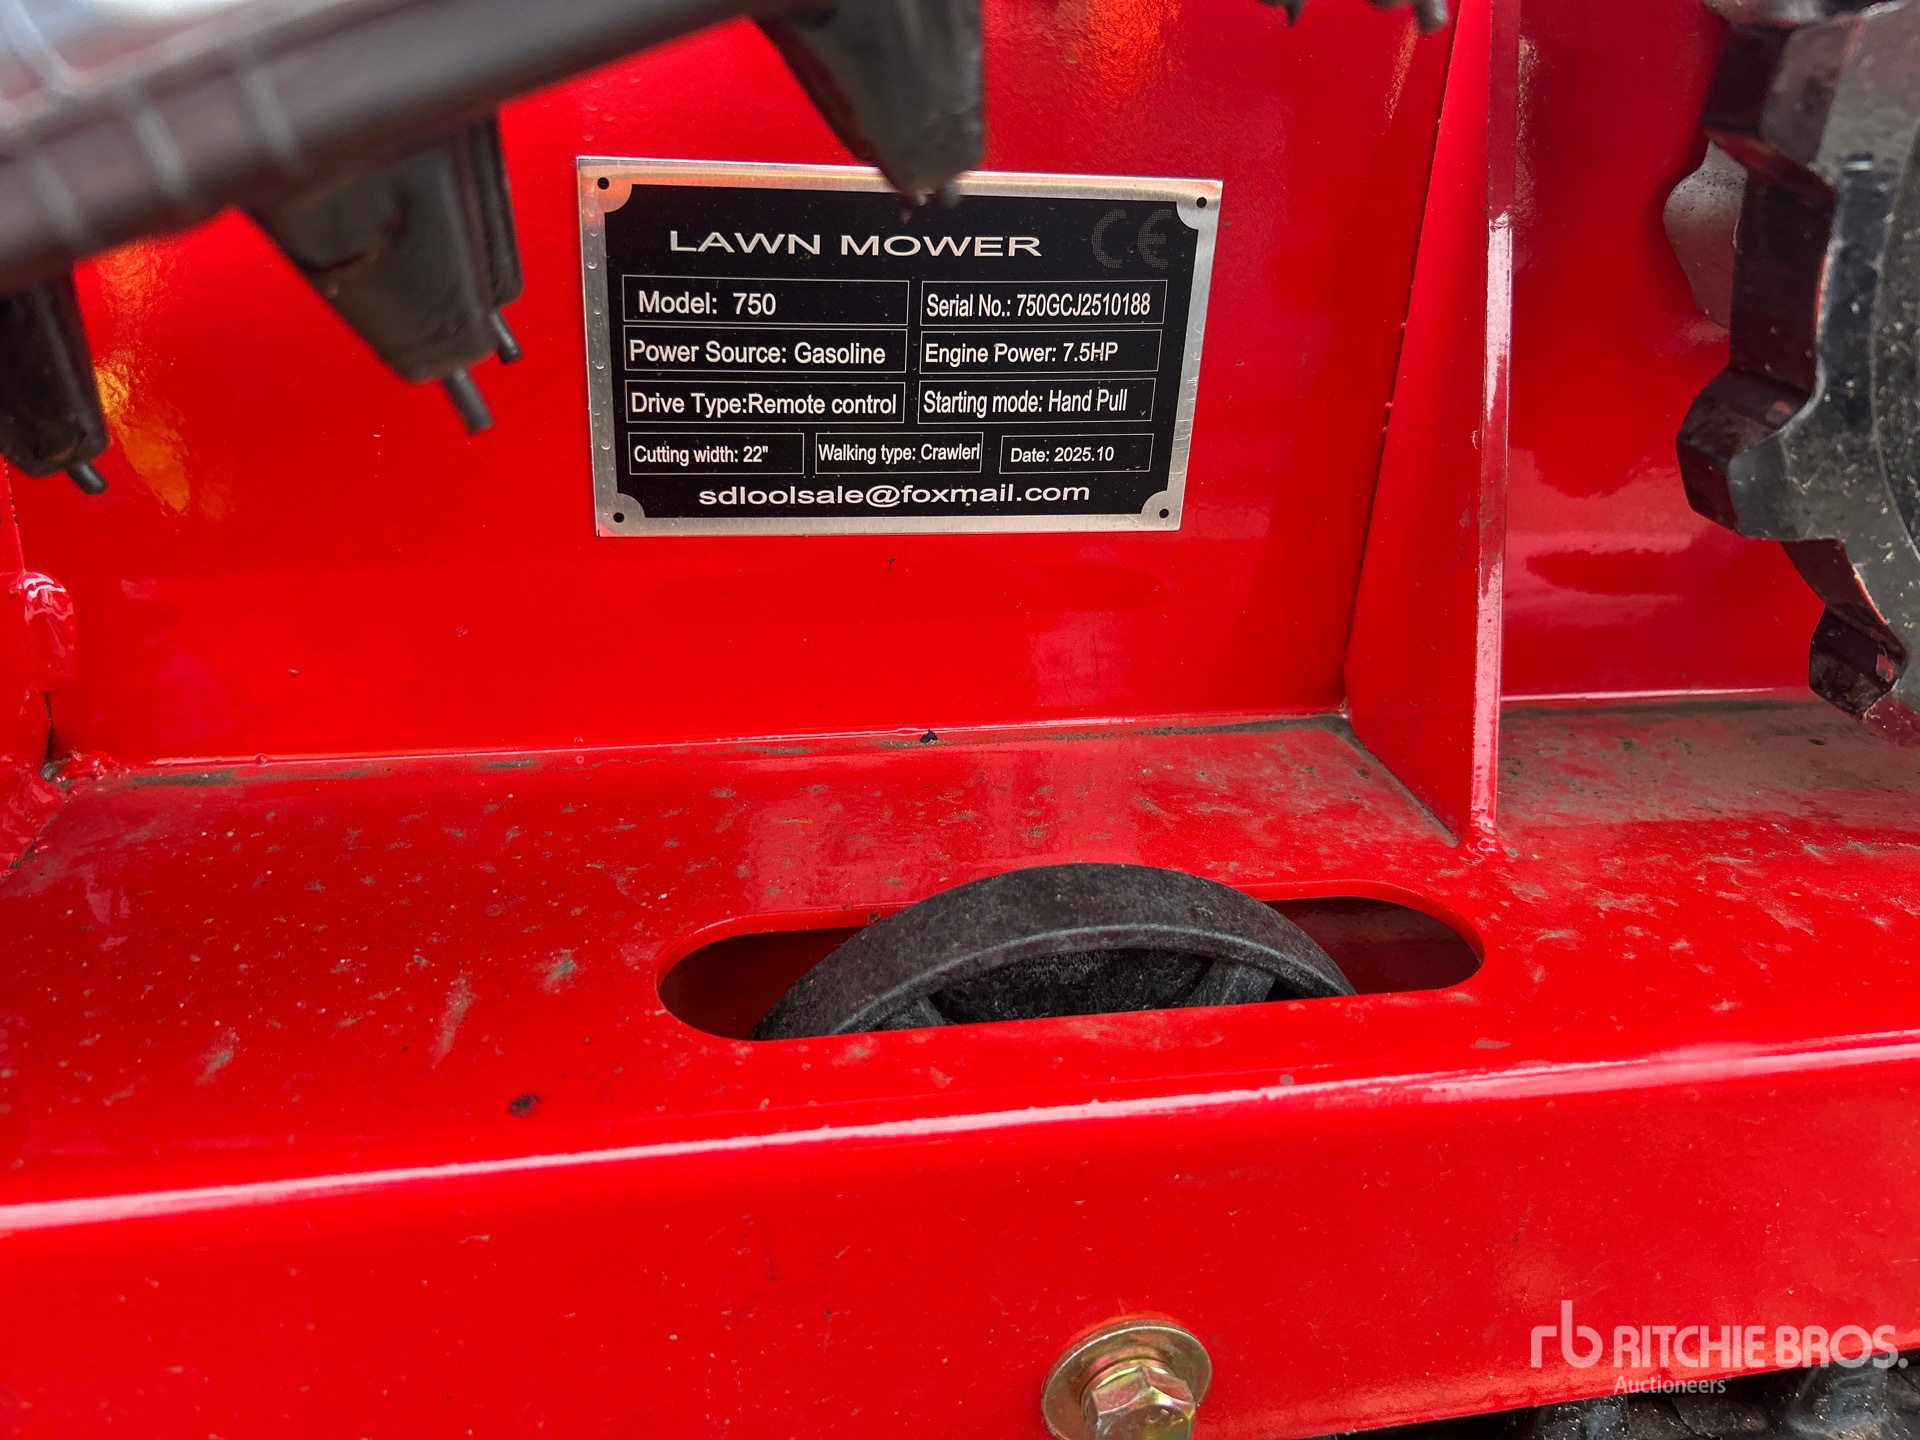 LAWN MOWER CE
Model: 750
Serial No.: 750GCJ2510188
Power Source: Gasoline
Engine Power: 7.5HP
Drive Type:Remote control
Starting mode: Hand Pull
Cutting width: 22"
Walking type: Crawlerl
Date: 2025.10
sdloolsale@foxmail.com
rb RITCHIE BROS.
Auctioneers